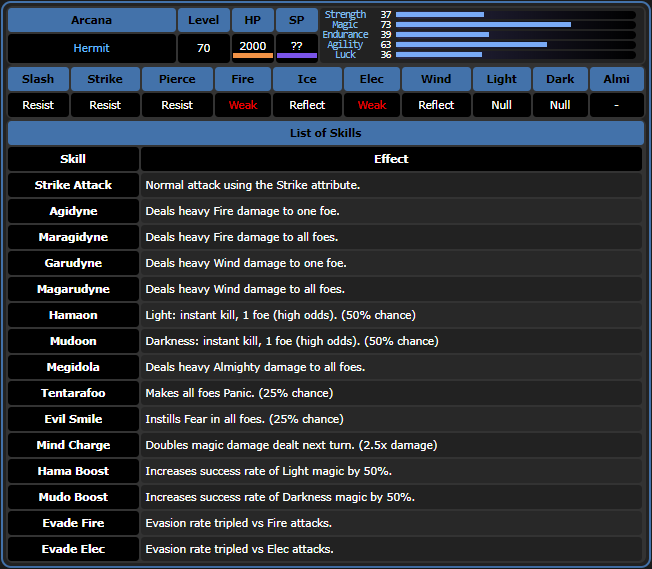 Arcana Level HP SP
Hermit 70 2000 ??
Strength 37
Magic 73
Endurance 39
Agility 63
Luck 36
Slash Strike Pierce Fire Ice Elec Wind Light Dark Almi
Resist Resist Resist Weak Reflect Weak Reflect Null Null -
List of Skills
Skill Effect
Strike Attack Normal attack using the Strike attribute.
Agidyne Deals heavy Fire damage to one foe.
Maragidyne Deals heavy Fire damage to all foes.
Garudyne Deals heavy Wind damage to one foe.
Magarudyne Deals heavy Wind damage to all foes.
Hamaon Light: instant kill, 1 foe (high odds). (50% chance)
Mudoon Darkness: instant kill, 1 foe (high odds). (50% chance)
Megidola Deals heavy Almighty damage to all foes.
Tentarafoo Makes all foes Panic. (25% chance)
Evil Smile Instills Fear in all foes. (25% chance)
Mind Charge Doubles magic damage dealt next turn. (2.5x damage)
Hama Boost Increases success rate of Light magic by 50%.
Mudo Boost Increases success rate of Darkness magic by 50%.
Evade Fire Evasion rate tripled vs Fire attacks.
Evade Elec Evasion rate tripled vs Elec attacks.